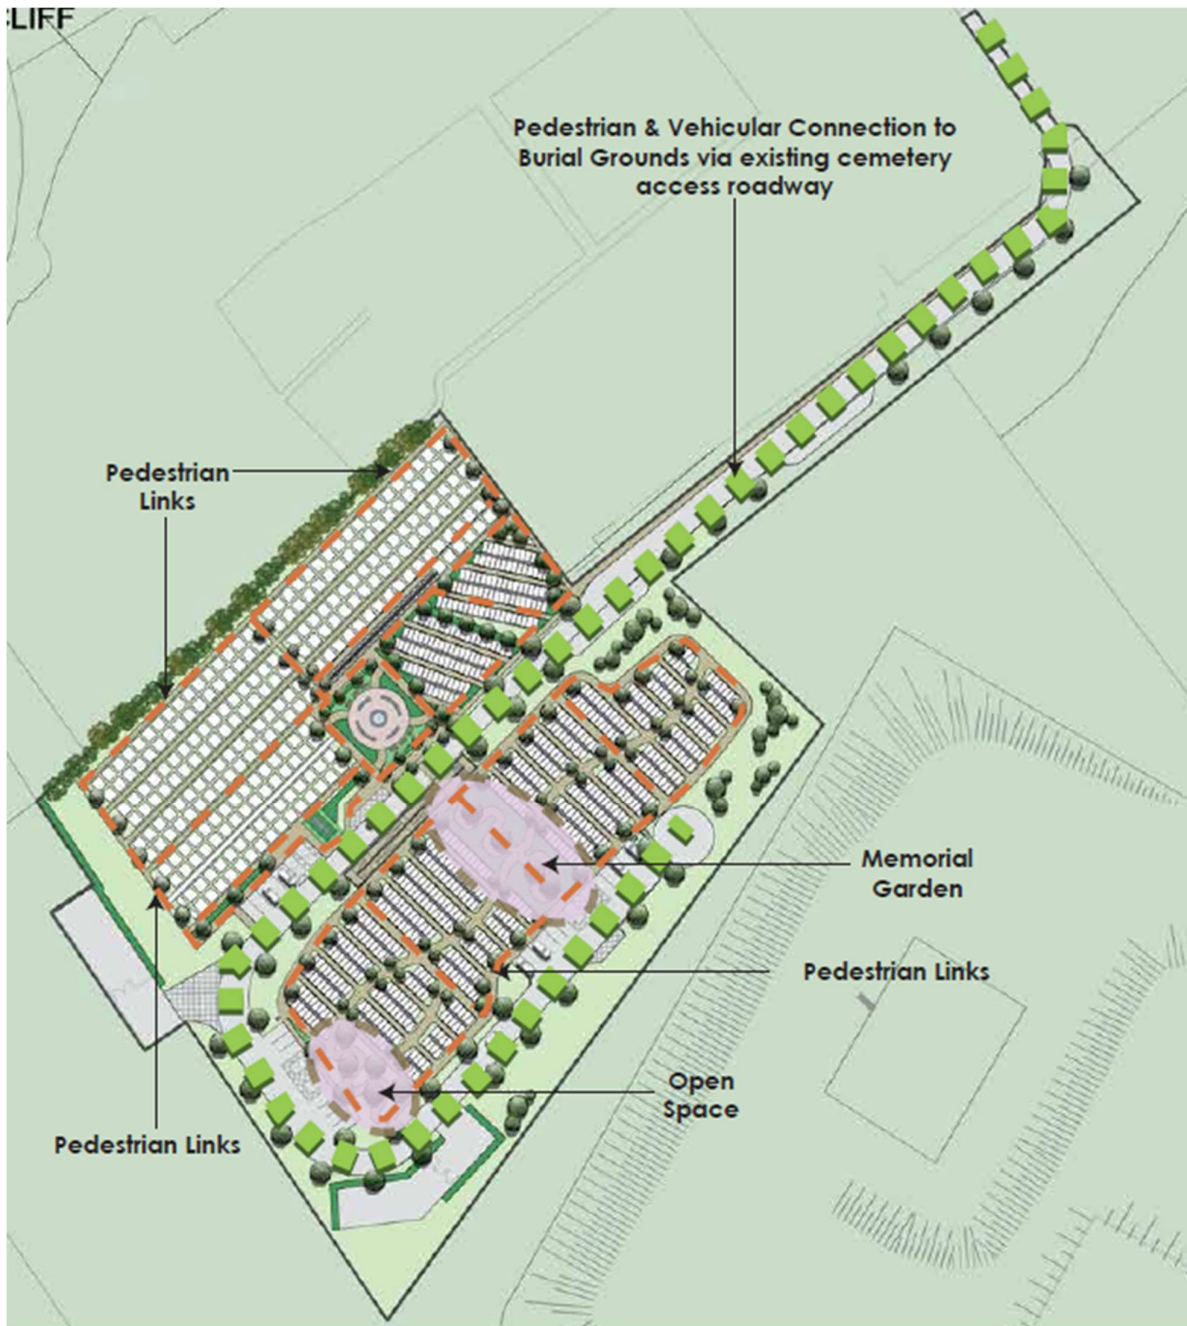 CLIFF
Pedestrian & Vehicular Connection to
Burial Grounds via existing cemetery
access roadway
Pedestrian
Links
Memorial
Garden
Pedestrian Links
Open
Space
Pedestrian Links